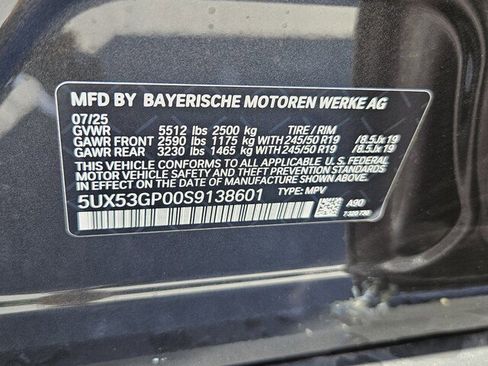 MFD BY BAYERISCHE MOTOREN WERKE AG
07/25
GVWR 5512 lbs 2500 kg TIRE / RIM
GAWR FRONT 2590 lbs 1175 kg WITH 245/50 R19 /8.5Jx19
GAWR REAR 3230 lbs 1465 kg WITH 245/50 R19 /8.5Jx19
THIS VEHICLE CONFORMS TO ALL APPLICABLE U.S. FEDERAL
MOTOR VEHICLE SAFETY AND THEFT PREVENTION STANDARDS
IN EFFECT ON THE DATE OF MANUFACTURE SHOWN ABOVE.
5UX53GP00S9138601 TYPE: MPV
A90